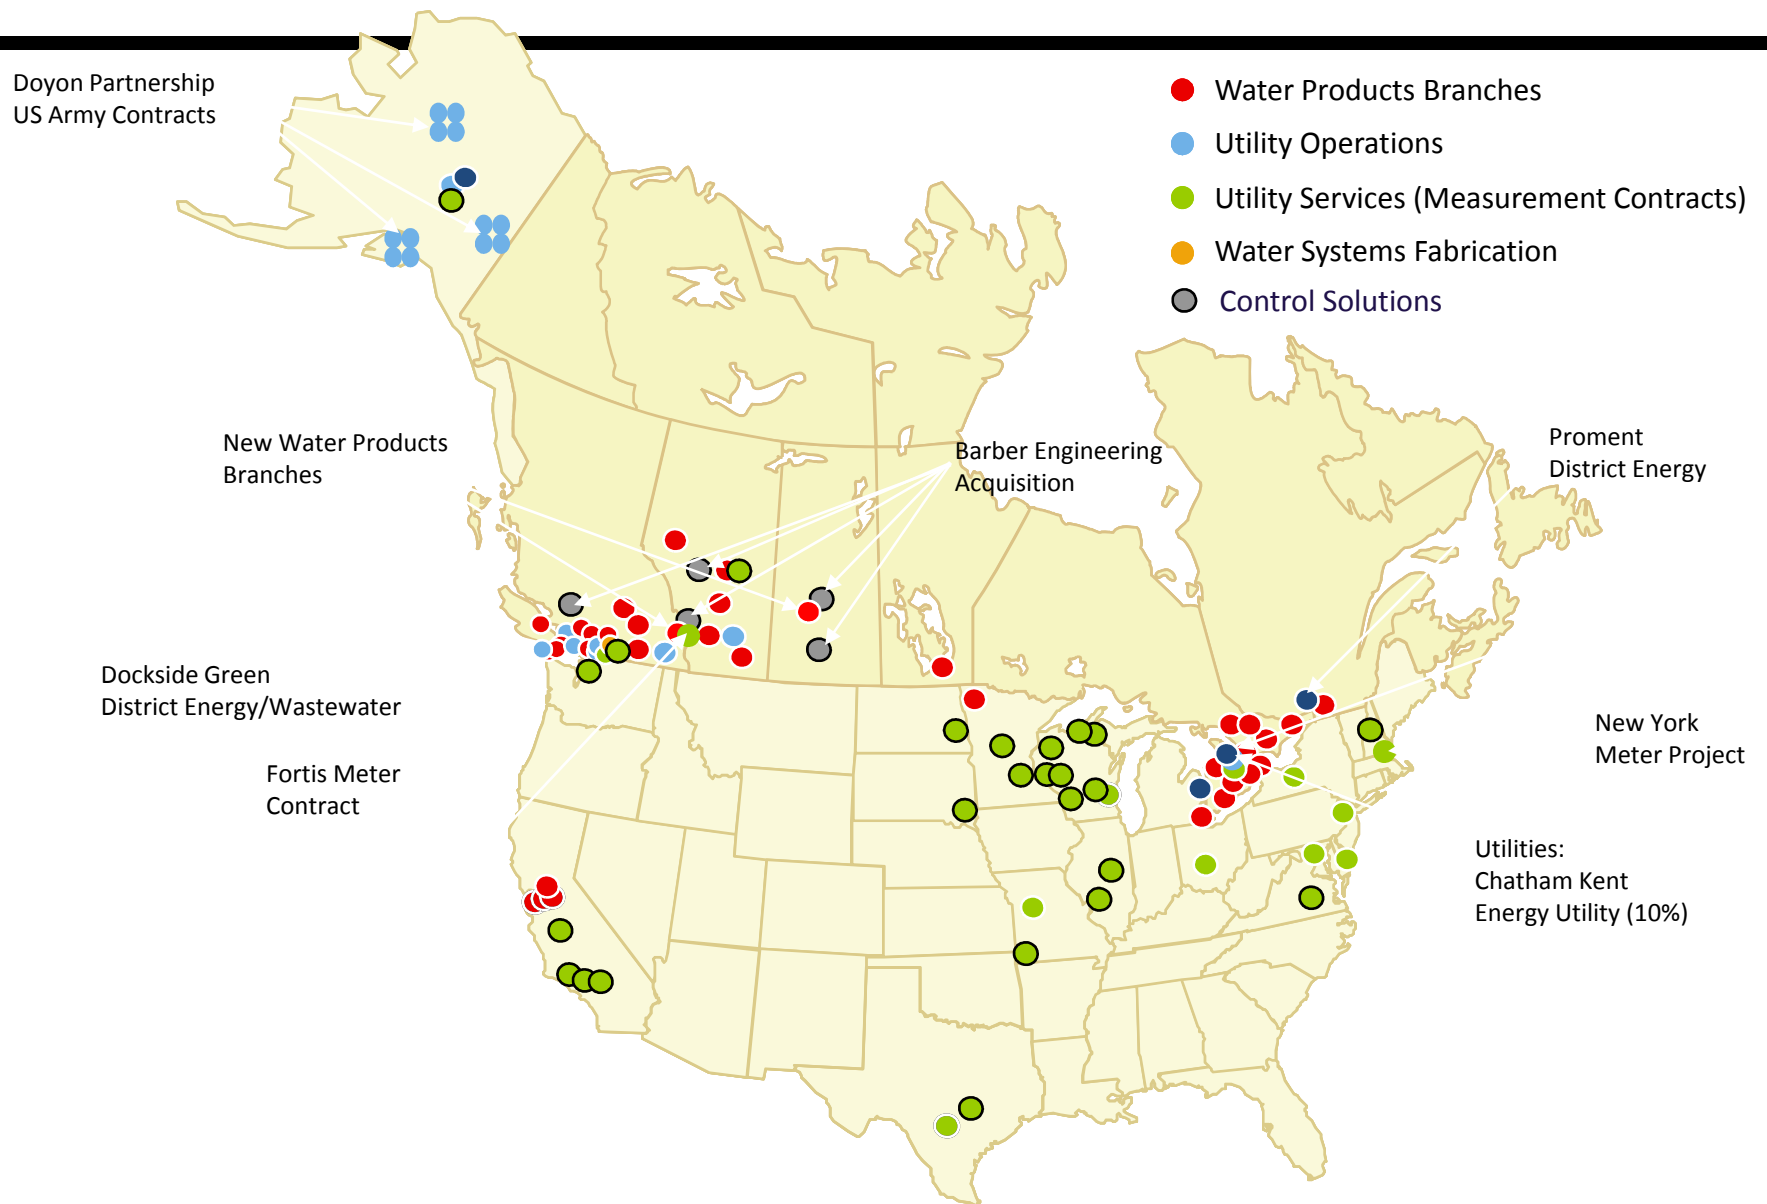 Doyon Partnership
US Army Contracts
Water Products Branches
Utility Operations
Utility Services (Measurement Contracts)
Water Systems Fabrication
Control Solutions
New Water Products
Branches
Barber Engineering
Acquisition
Proment
District Energy
Dockside Green
District Energy/Wastewater
Fortis Meter
Contract
New York
Meter Project
Utilities:
Chatham Kent
Energy Utility (10%)